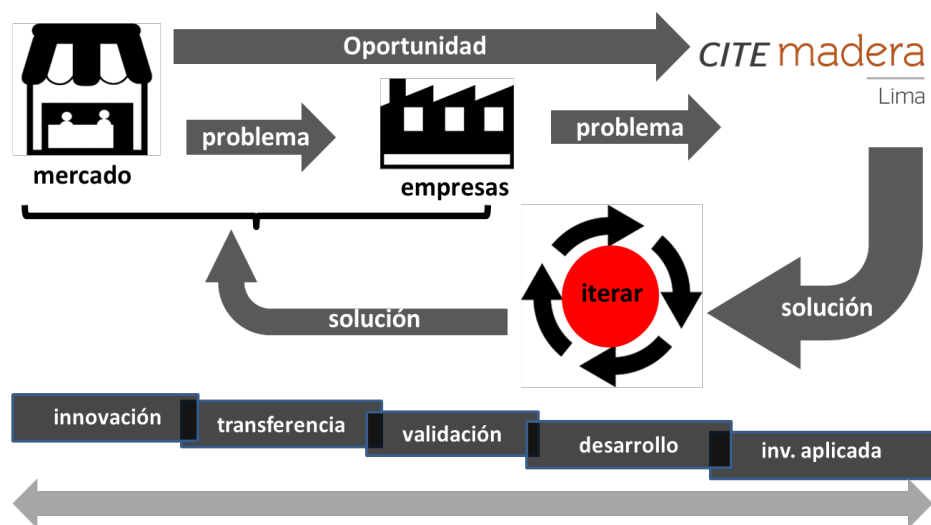 Oportunidad
CITE madera
Lima
problema
problema
mercado
empresas
iterar
solución
solución
innovación
transferencia
validación
desarrollo
inv. aplicada